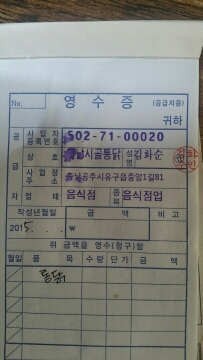 No.
영 수 증 (공급자용)
귀하
공 사업자등록번호 502-71-00020
급 상호 남시골통닭 성명 김화순
사업장주소 충남공주시유구읍중앙1길81
자 업태 음식점 종목 음식점업
작성년월일 금 액 비 고
2015. . . ₩
위 금액을 영수(청구)함
월일 품 목 수량 단가 금 액
통닭